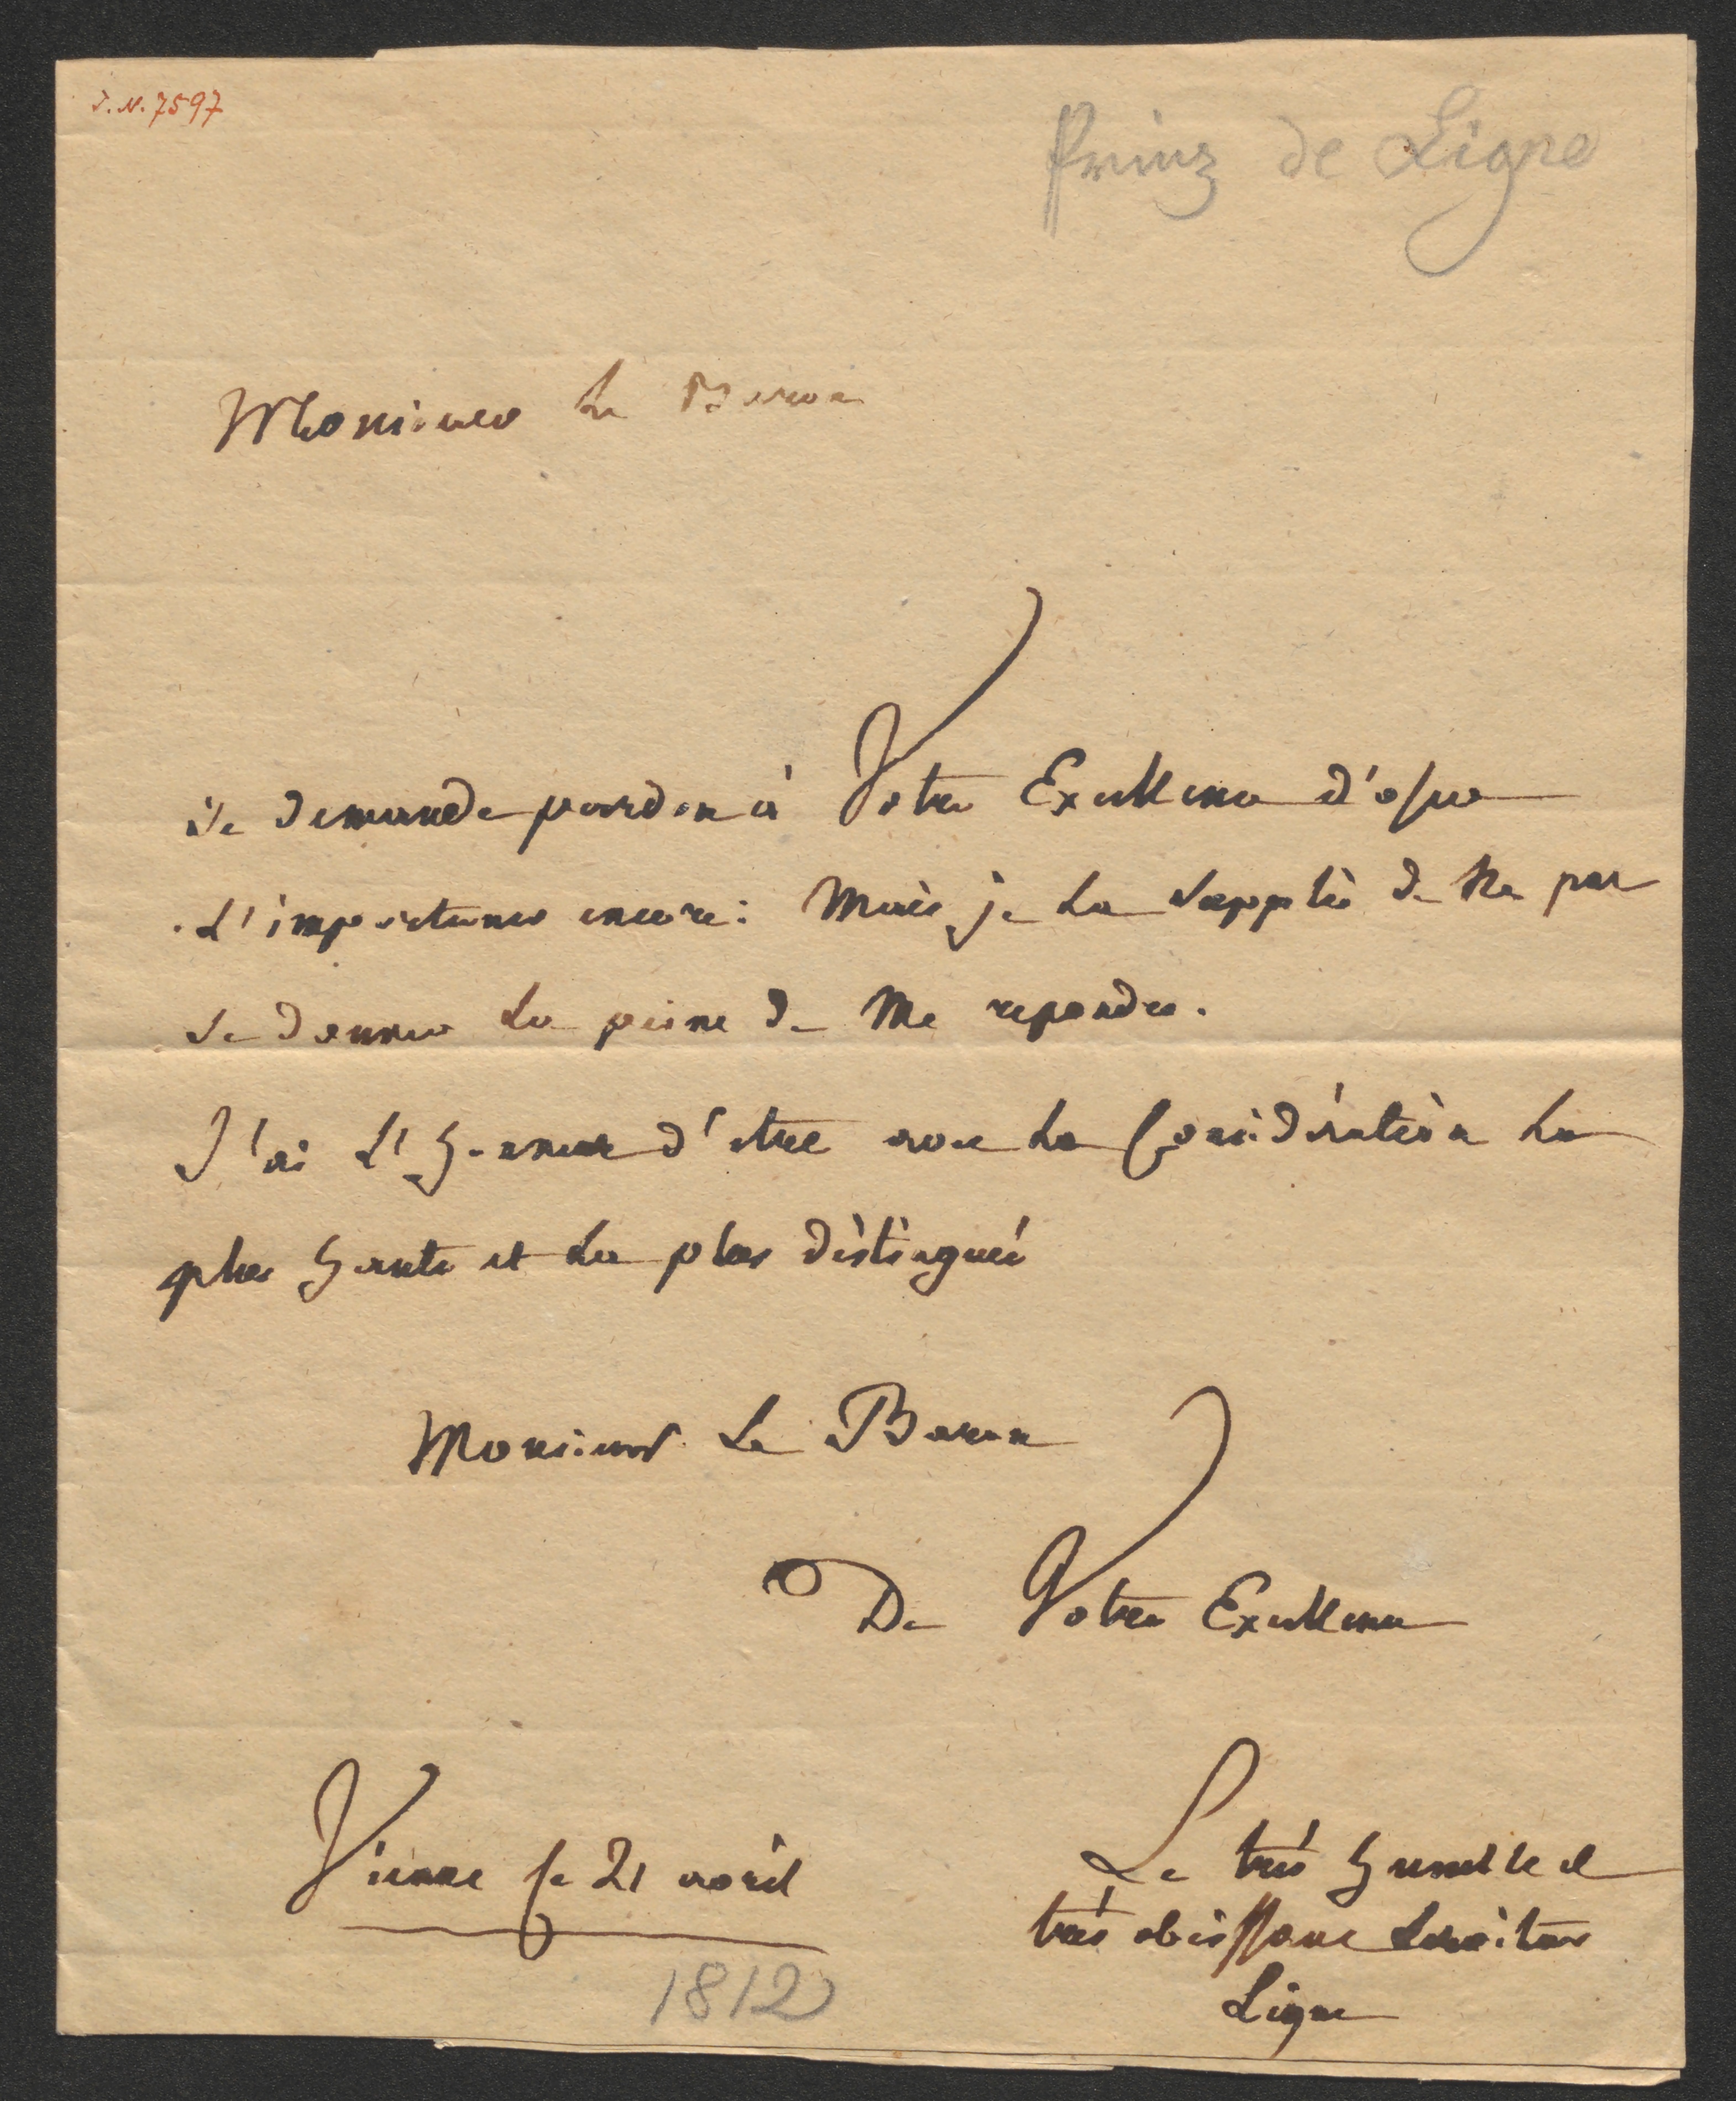 J.N. 7597
Prinz de Ligne
Monsieur Le Baron
Je demande pardon à Votre Excellence d'oser
L'importuner encore: Mais je La Supplie de Ne pas
Se donner La peine de Me repondre.
J'ai L'Honneur d'etre avec La Considération La
plus Haute et La plus distinguée
Monsieur Le Baron
De Votre Excellence
Vienne le 21 avril
1812
Le très Humble et
très obeissant Serviteur
Ligne